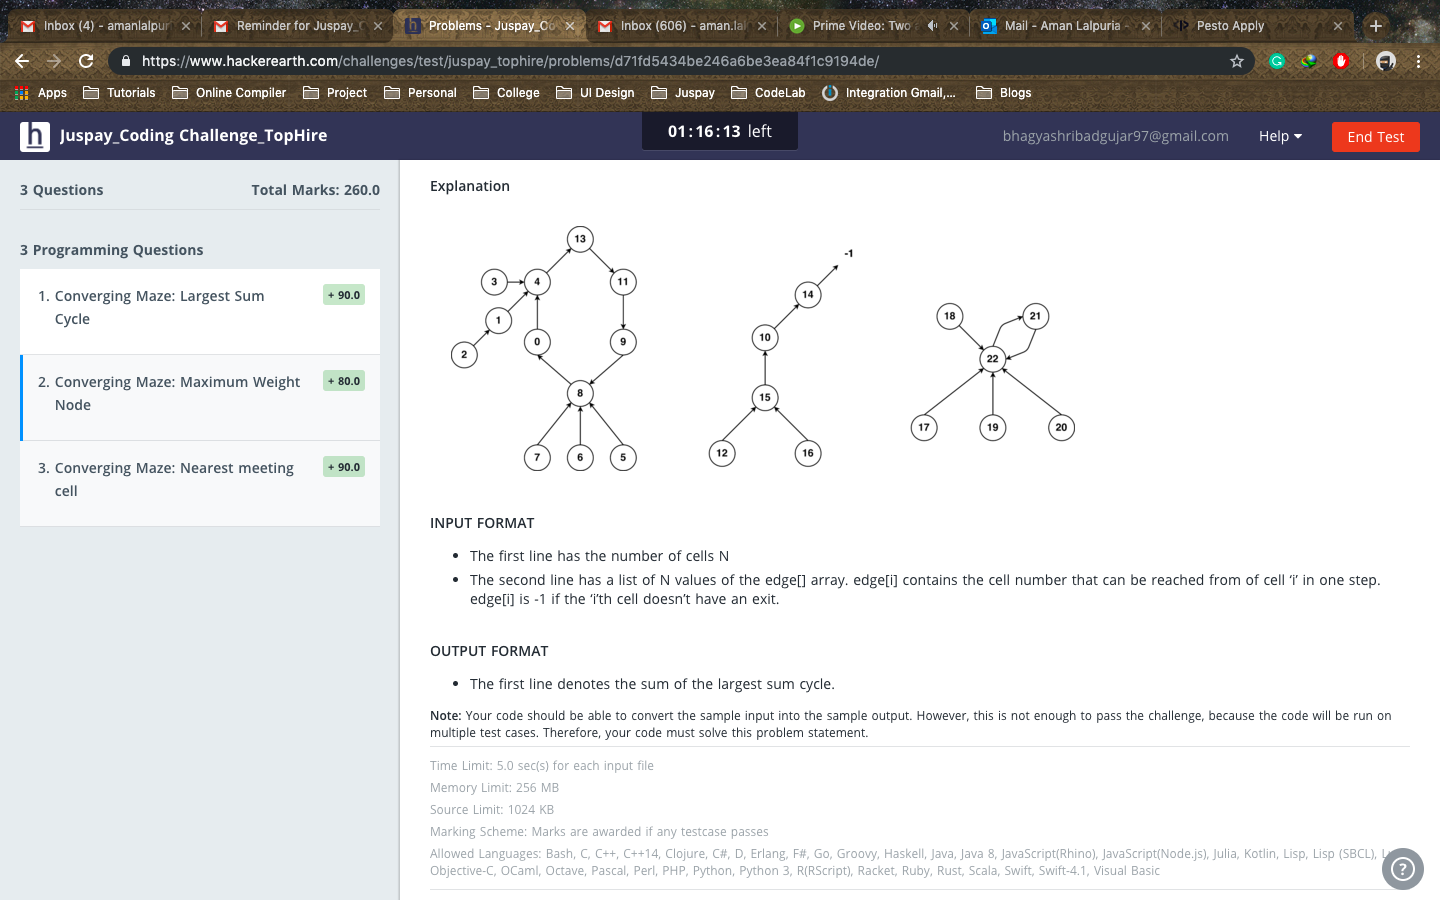 Inbox (4) - amanlalpur
Reminder for Juspay_C
Problems - Juspay_Co
Inbox (606) - aman.lal
Prime Video: Two
Mail - Aman Lalpuria -
Pesto Apply
https://www.hackerearth.com/challenges/test/juspay_tophire/problems/d71fd5434be246a6be3ea84f1c9194de/
Apps Tutorials Online Compiler Project Personal College UI Design Juspay CodeLab Integration Gmail,... Blogs
h Juspay_Coding Challenge_TopHire
01:16:13 left
bhagyashribadgujar97@gmail.com Help End Test
3 Questions Total Marks: 260.0
3 Programming Questions
1. Converging Maze: Largest Sum + 90.0
Cycle
2. Converging Maze: Maximum Weight + 80.0
Node
3. Converging Maze: Nearest meeting + 90.0
cell
Explanation
13
3 4 11
1
2 0 9
8
7 6 5
-1
14
10
15
12 16
18 21
22
17 19 20
INPUT FORMAT
• The first line has the number of cells N
• The second line has a list of N values of the edge[] array. edge[i] contains the cell number that can be reached from of cell ‘i’ in one step.
edge[i] is -1 if the ‘i’th cell doesn’t have an exit.
OUTPUT FORMAT
• The first line denotes the sum of the largest sum cycle.
Note: Your code should be able to convert the sample input into the sample output. However, this is not enough to pass the challenge, because the code will be run on
multiple test cases. Therefore, your code must solve this problem statement.
Time Limit: 5.0 sec(s) for each input file
Memory Limit: 256 MB
Source Limit: 1024 KB
Marking Scheme: Marks are awarded if any testcase passes
Allowed Languages: Bash, C, C++, C++14, Clojure, C#, D, Erlang, F#, Go, Groovy, Haskell, Java, Java 8, JavaScript(Rhino), JavaScript(Node.js), Julia, Kotlin, Lisp, Lisp (SBCL),
Objective-C, OCaml, Octave, Pascal, Perl, PHP, Python, Python 3, R(RScript), Racket, Ruby, Rust, Scala, Swift, Swift-4.1, Visual Basic
?